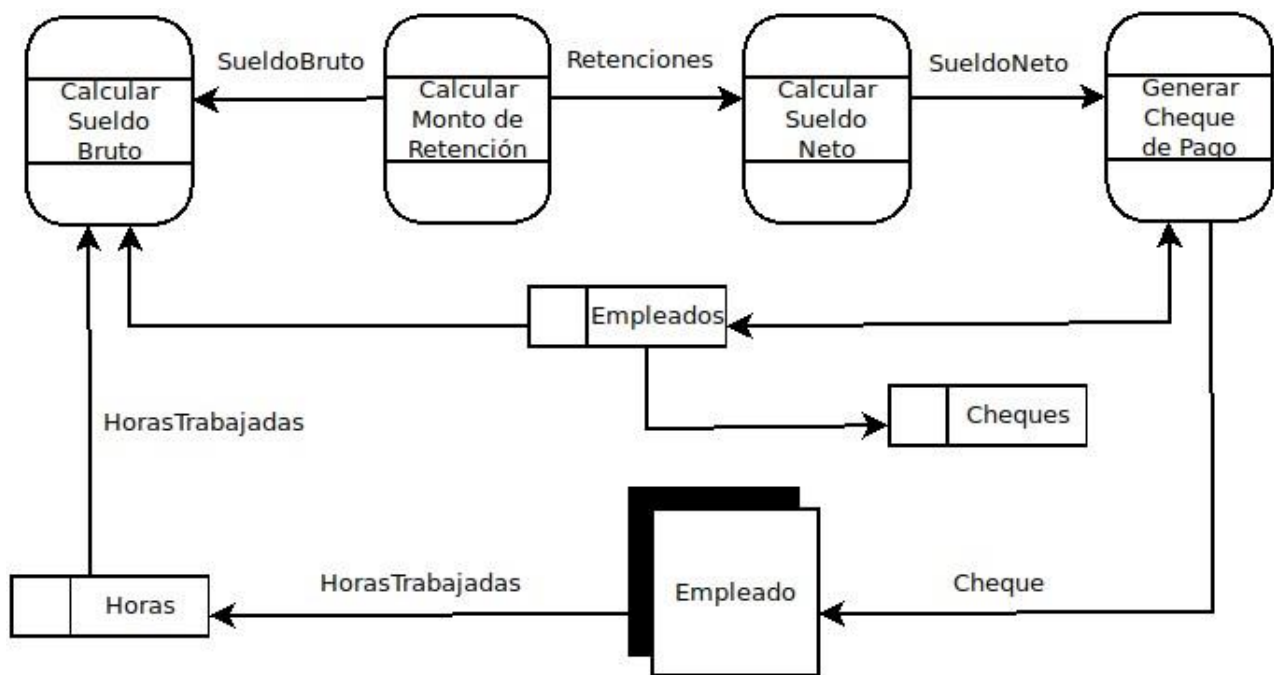 SueldoBruto
Retenciones
SueldoNeto
Calcular
Sueldo
Bruto
Calcular
Monto de
Retención
Calcular
Sueldo
Neto
Generar
Cheque
de Pago
Empleados
Cheques
HorasTrabajadas
Horas
HorasTrabajadas
Empleado
Cheque